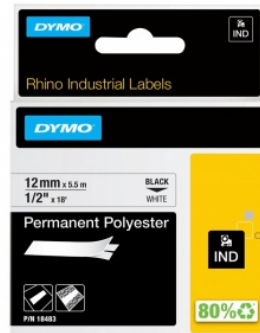 DYMO
IND
Rhino Industrial Labels
DYMO
12mm x 5.5 m
BLACK
1/2" x 18'
WHITE
Permanent Polyester
IND
P/N 18483
80%